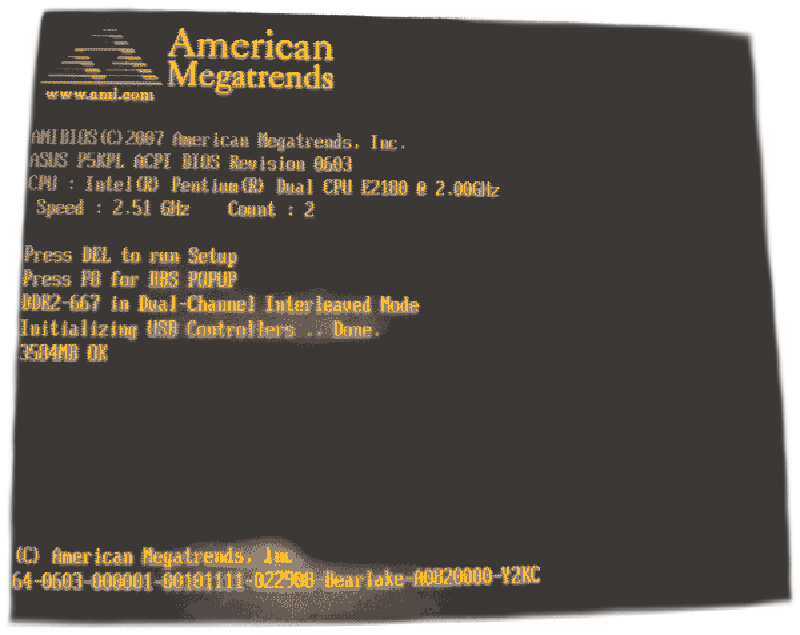 American
Megatrends
www.ami.com
AMIBIOS(C)2007 American Megatrends, Inc.
ASUS P5KPL ACPI BIOS Revision 0603
CPU : Intel(R) Pentium(R) Dual CPU E2180 @ 2.00GHz
Speed : 2.51 GHz Count : 2
Press DEL to run Setup
Press F8 for BBS POPUP
DDR2-667 in Dual-Channel Interleaved Mode
Initializing USB Controllers .. Done.
3584MB OK
(C) American Megatrends, Inc.
64-0603-000001-00101111-022908-Bearlake-A0820000-Y2KC